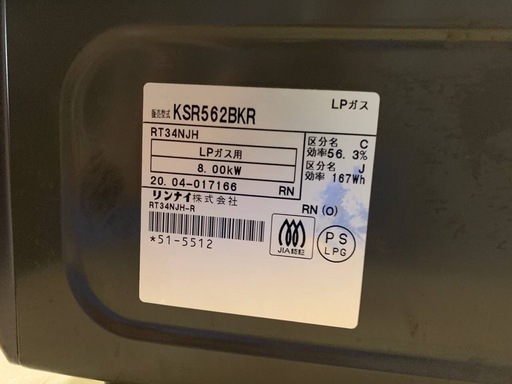 販売型式 KSR562BKR LPガス
RT34NJH
LPガス用
8.00kW
区分名 C
効率56.3%
区分名 J
効率 167Wh
20.04-017166 RN
リンナイ株式会社
RT34NJH-R
RN (O)
*51-5512
JIA認証
PS
LPG